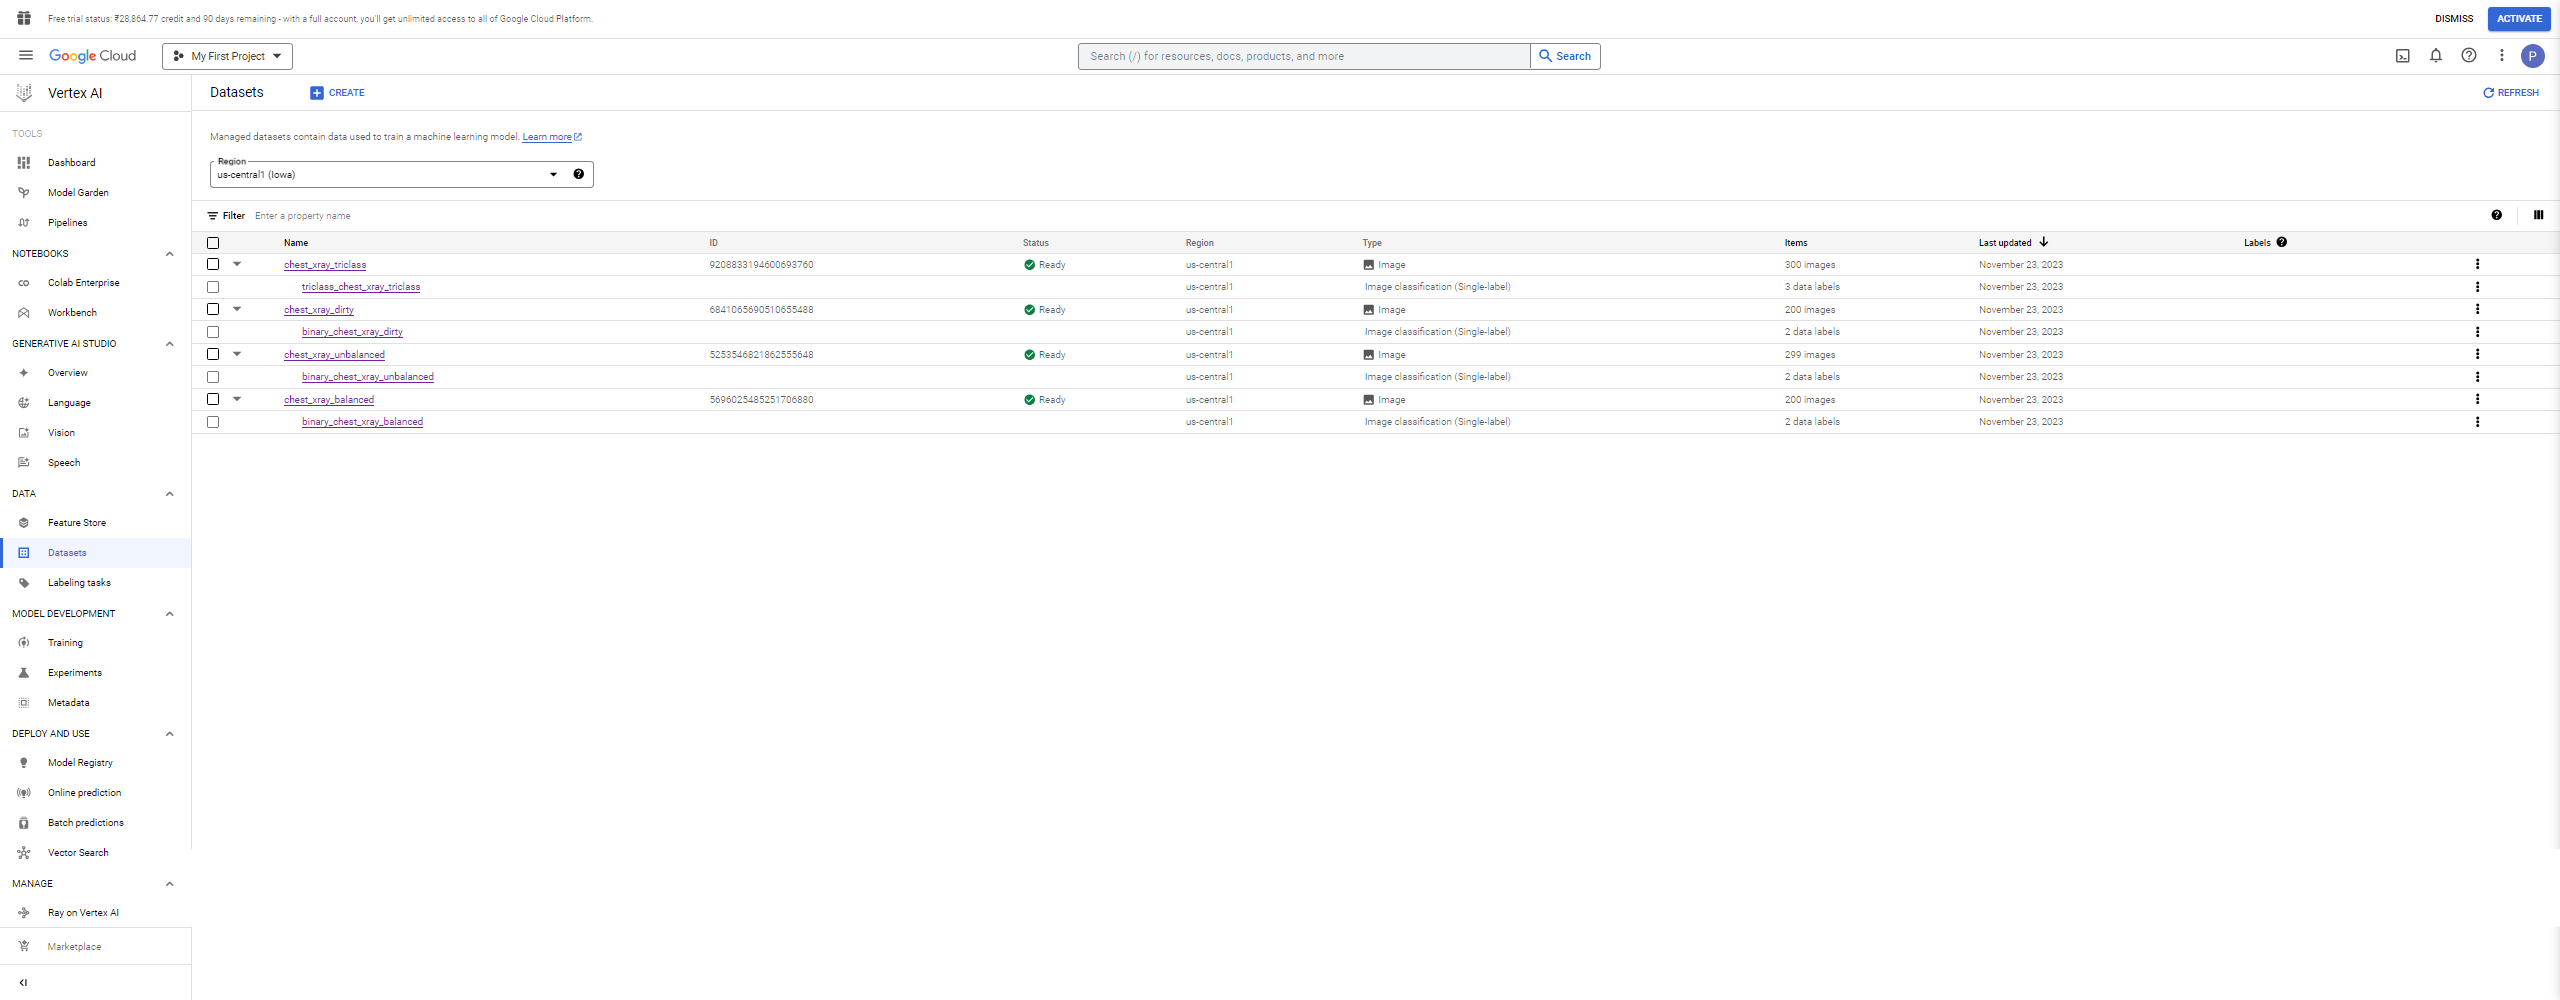 Free trial status: ₹28,864.77 credit and 90 days remaining - with a full account, you'll get unlimited access to all of Google Cloud Platform.
DISMISS
ACTIVATE
Google Cloud
My First Project
Search (/) for resources, docs, products, and more
Search
P
Vertex AI
Datasets
CREATE
REFRESH
TOOLS
Dashboard
Model Garden
Pipelines
NOTEBOOKS
Colab Enterprise
Workbench
GENERATIVE AI STUDIO
Overview
Language
Vision
Speech
DATA
Feature Store
Datasets
Labeling tasks
MODEL DEVELOPMENT
Training
Experiments
Metadata
DEPLOY AND USE
Model Registry
Online prediction
Batch predictions
Vector Search
MANAGE
Ray on Vertex AI
Marketplace
Managed datasets contain data used to train a machine learning model. Learn more
Region
us-central1 (Iowa)
Filter Enter a property name
Name ID Status Region Type Items Last updated Labels
chest_xray_triclass 9208833194600693760 Ready us-central1 Image 300 images November 23, 2023
triclass_chest_xray_triclass us-central1 Image classification (Single-label) 3 data labels November 23, 2023
chest_xray_dirty 6841065690510655488 Ready us-central1 Image 200 images November 23, 2023
binary_chest_xray_dirty us-central1 Image classification (Single-label) 2 data labels November 23, 2023
chest_xray_unbalanced 5253546821862555648 Ready us-central1 Image 299 images November 23, 2023
binary_chest_xray_unbalanced us-central1 Image classification (Single-label) 2 data labels November 23, 2023
chest_xray_balanced 5696025485251706880 Ready us-central1 Image 200 images November 23, 2023
binary_chest_xray_balanced us-central1 Image classification (Single-label) 2 data labels November 23, 2023